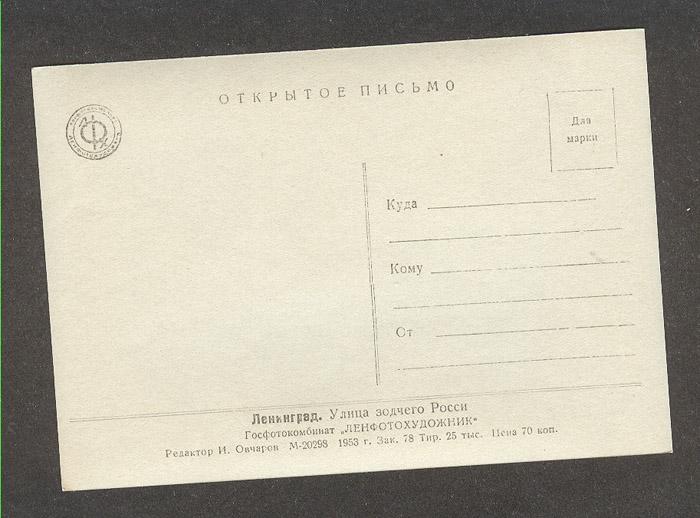 ОТКРЫТОЕ ПИСЬМО
Для
марки
Куда
Кому
От
Ленинград. Улица зодчего Росси
Госфотокомбинат „ЛЕНФОТОХУДОЖНИК“
Редактор И. Овчаров М-20298 1953 г. Зак. 78 Тир. 25 тыс. Цена 70 коп.